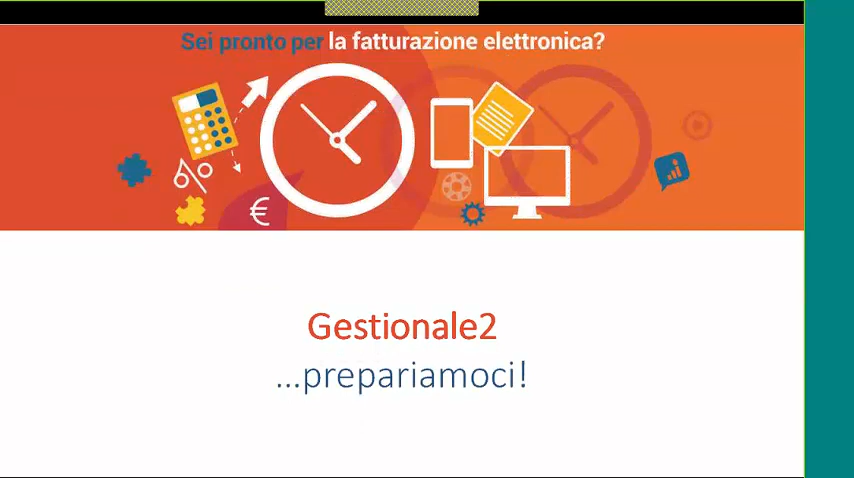 Sei pronto per la fatturazione elettronica?
%
€
Gestionale2
...prepariamoci!